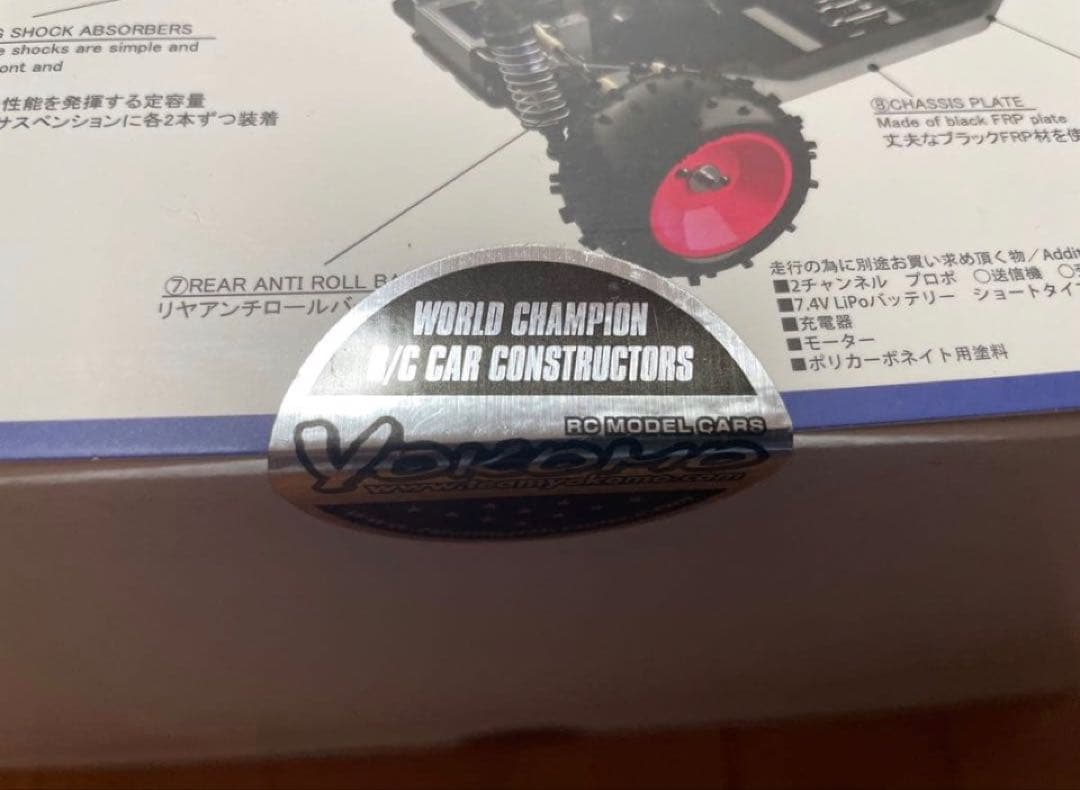 SHOCK ABSORBERS
shocks are simple and
ont and
性能を発揮する定容量
サスペンションに各2本ずつ装着
⑧CHASSIS PLATE
Made of black FRP plate
丈夫なブラックFRP材を使
⑦REAR ANTI ROLL BA
リヤアンチロールバ
走行の為に別途お買い求め頂く物／Addit
■2チャンネル プロポ ○送信機 ○
■7.4V LiPoバッテリー ショートタイプ
■充電器
■モーター
■ポリカーボネイト用塗料
WORLD CHAMPION
R/C CAR CONSTRUCTORS
RC MODEL CARS
YOKOMO
www.teamyokomo.com